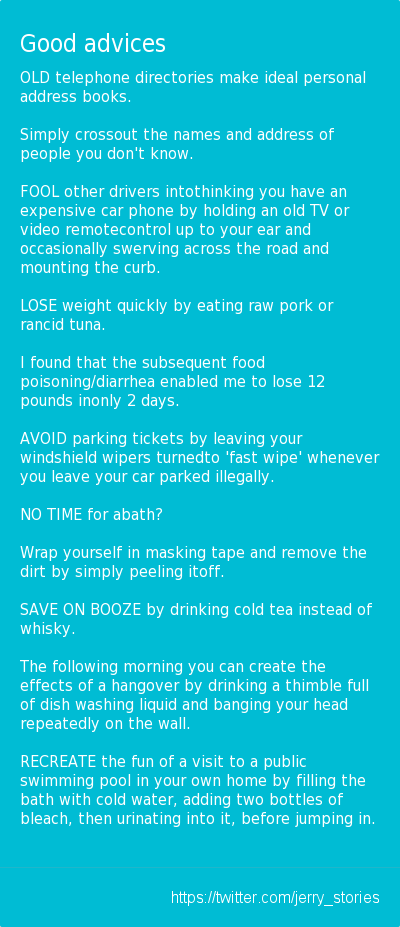 Good advices
OLD telephone directories make ideal personal
address books.
Simply crossout the names and address of
people you don't know.
FOOL other drivers intothinking you have an
expensive car phone by holding an old TV or
video remotecontrol up to your ear and
occasionally swerving across the road and
mounting the curb.
LOSE weight quickly by eating raw pork or
rancid tuna.
I found that the subsequent food
poisoning/diarrhea enabled me to lose 12
pounds inonly 2 days.
AVOID parking tickets by leaving your
windshield wipers turnedto 'fast wipe' whenever
you leave your car parked illegally.
NO TIME for abath?
Wrap yourself in masking tape and remove the
dirt by simply peeling itoff.
SAVE ON BOOZE by drinking cold tea instead of
whisky.
The following morning you can create the
effects of a hangover by drinking a thimble full
of dish washing liquid and banging your head
repeatedly on the wall.
RECREATE the fun of a visit to a public
swimming pool in your own home by filling the
bath with cold water, adding two bottles of
bleach, then urinating into it, before jumping in.
https://twitter.com/jerry_stories